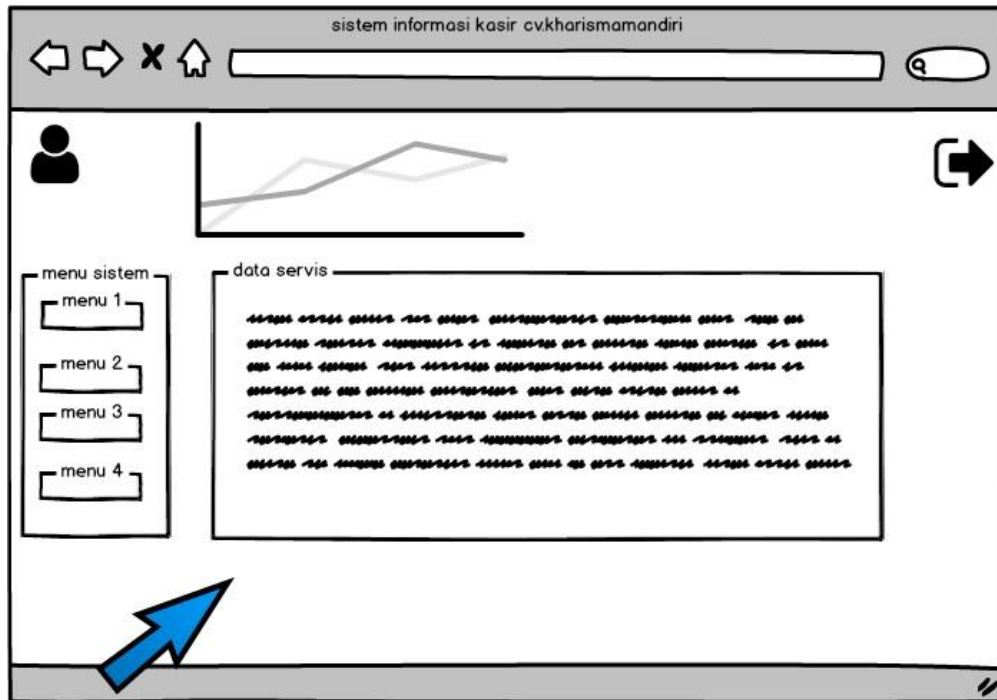 sistem informasi kasir cv.kharismamandiri
menu sistem
menu 1
menu 2
menu 3
menu 4
data servis